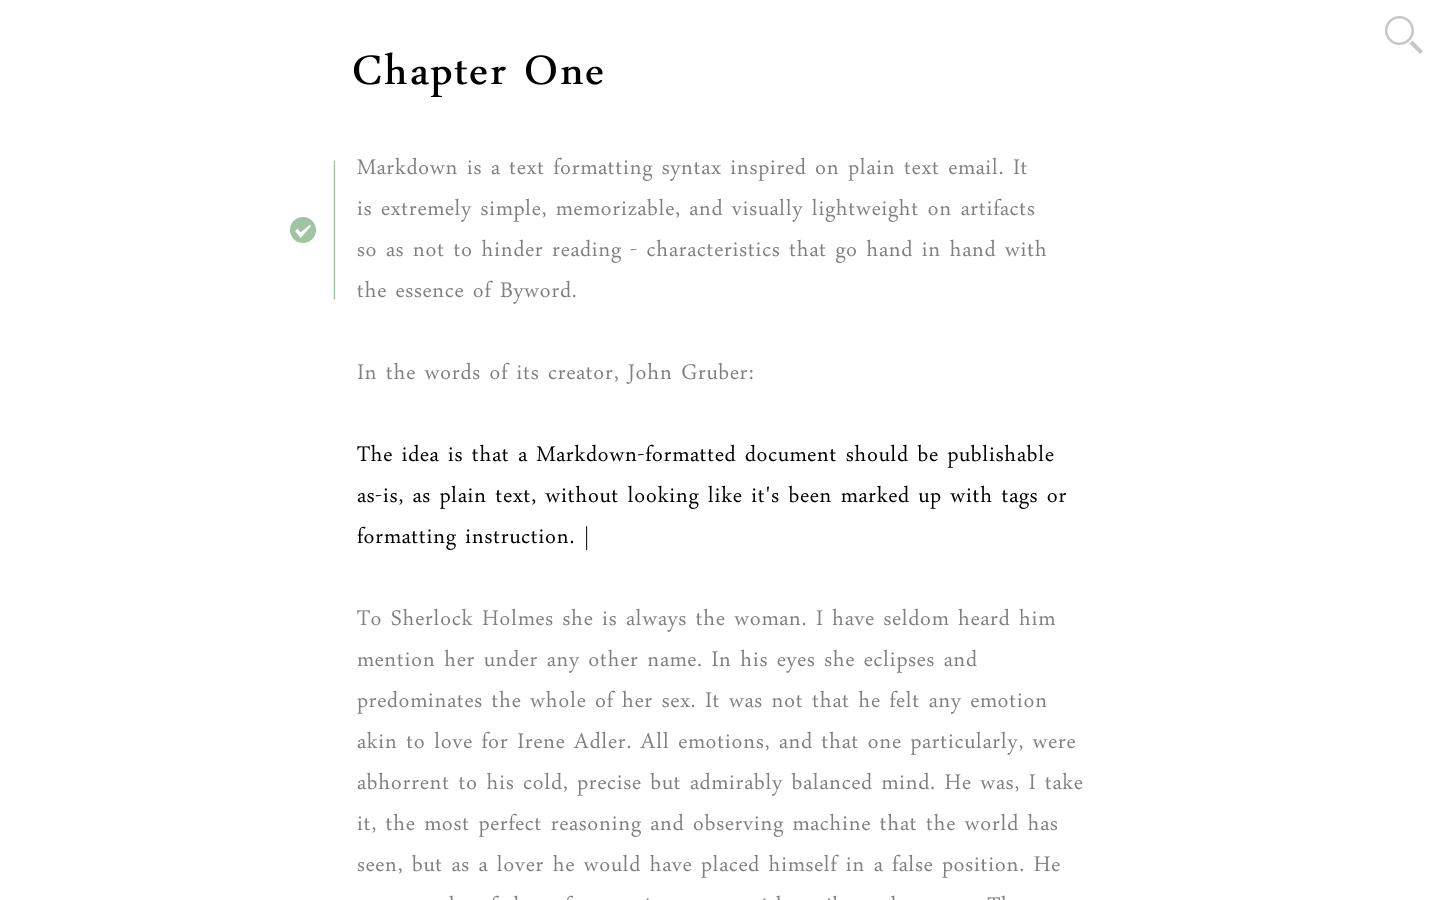 Chapter One
Markdown is a text formatting syntax inspired on plain text email. It
is extremely simple, memorizable, and visually lightweight on artifacts
so as not to hinder reading - characteristics that go hand in hand with
the essence of Byword.
In the words of its creator, John Gruber:
The idea is that a Markdown-formatted document should be publishable
as-is, as plain text, without looking like it's been marked up with tags or
formatting instruction.
To Sherlock Holmes she is always the woman. I have seldom heard him
mention her under any other name. In his eyes she eclipses and
predominates the whole of her sex. It was not that he felt any emotion
akin to love for Irene Adler. All emotions, and that one particularly, were
abhorrent to his cold, precise but admirably balanced mind. He was, I take
it, the most perfect reasoning and observing machine that the world has
seen, but as a lover he would have placed himself in a false position. He